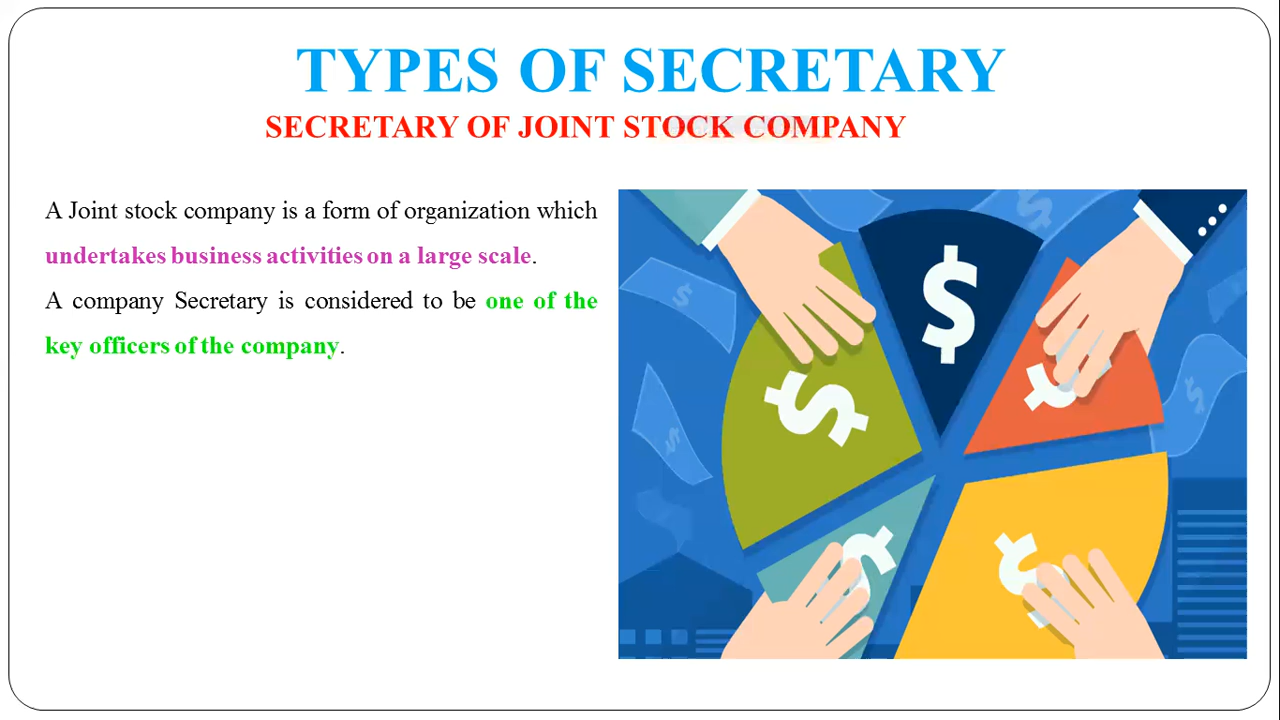 TYPES OF SECRETARY
SECRETARY OF JOINT STOCK COMPANY
A Joint stock company is a form of organization which
undertakes business activities on a large scale.
A company Secretary is considered to be one of the
key officers of the company.
$
$
$
$
$
$
$
$
$